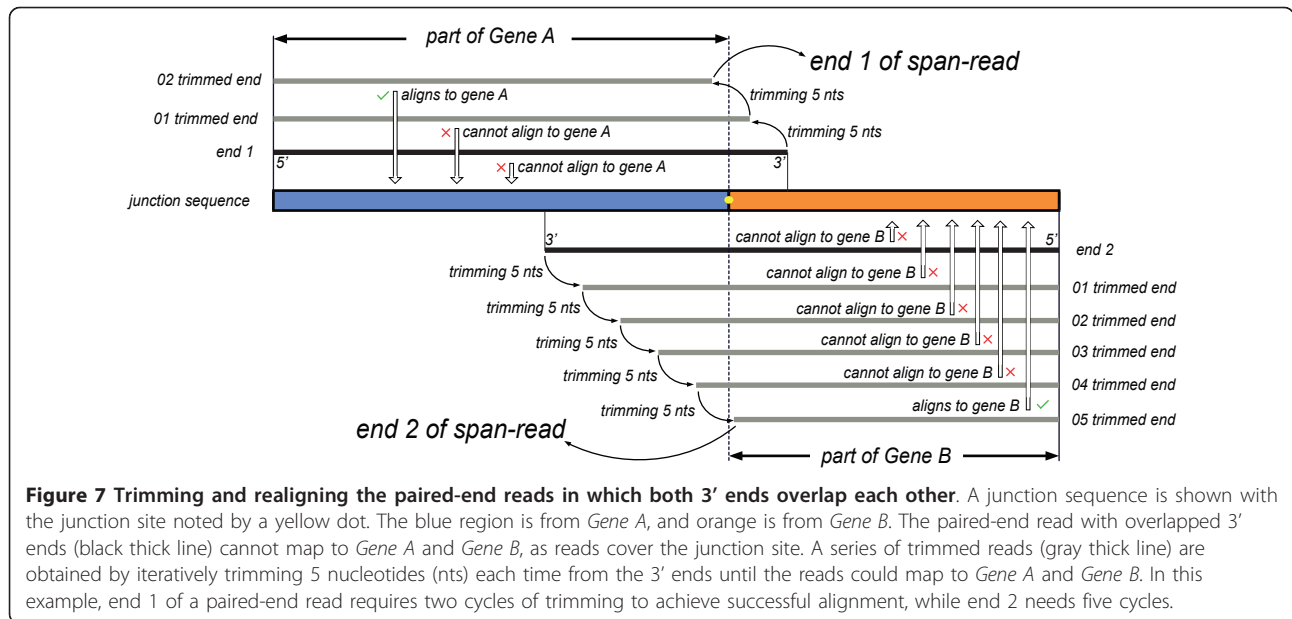 part of Gene A
02 trimmed end
end 1 of span-read
aligns to gene A
trimming 5 nts
01 trimmed end
cannot align to gene A
trimming 5 nts
end 1
5’
3’
cannot align to gene A
junction sequence
3’
cannot align to gene B
5’
end 2
trimming 5 nts
cannot align to gene B
01 trimmed end
trimming 5 nts
cannot align to gene B
02 trimmed end
triming 5 nts
cannot align to gene B
03 trimmed end
trimming 5 nts
cannot align to gene B
04 trimmed end
trimming 5 nts
aligns to gene B
05 trimmed end
end 2 of span-read
part of Gene B
Figure 7 Trimming and realigning the paired-end reads in which both 3’ ends overlap each other. A junction sequence is shown with
the junction site noted by a yellow dot. The blue region is from Gene A, and orange is from Gene B. The paired-end read with overlapped 3’
ends (black thick line) cannot map to Gene A and Gene B, as reads cover the junction site. A series of trimmed reads (gray thick line) are
obtained by iteratively trimming 5 nucleotides (nts) each time from the 3’ ends until the reads could map to Gene A and Gene B. In this
example, end 1 of a paired-end read requires two cycles of trimming to achieve successful alignment, while end 2 needs five cycles.